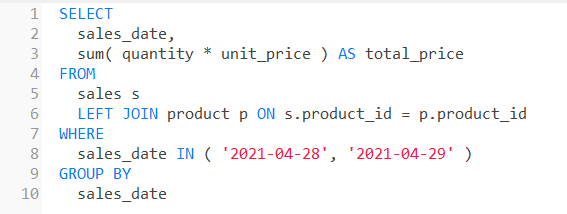 1 SELECT
2   sales_date,
3   sum( quantity * unit_price ) AS total_price
4 FROM
5   sales s
6   LEFT JOIN product p ON s.product_id = p.product_id
7 WHERE
8   sales_date IN ( '2021-04-28', '2021-04-29' )
9 GROUP BY
10   sales_date